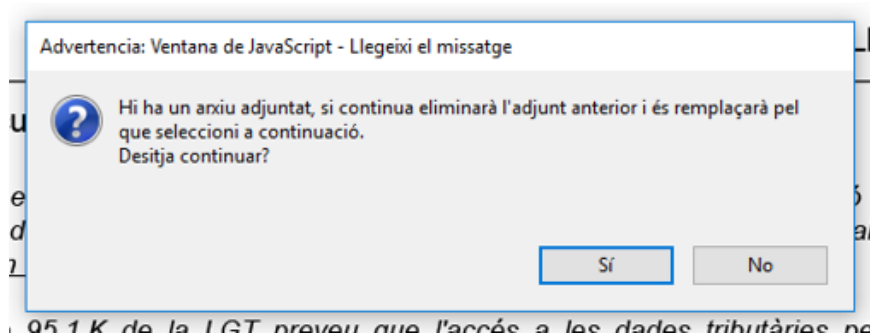 Advertencia: Ventana de JavaScript - Llegeixi el missatge
Hi ha un arxiu adjuntat, si continua eliminarà l'adjunt anterior i és remplaçarà pel
que seleccioni a continuació.
Desitja continuar?
Sí No
95.1.K de la LGT preveu que l'accés a les dades tributàries